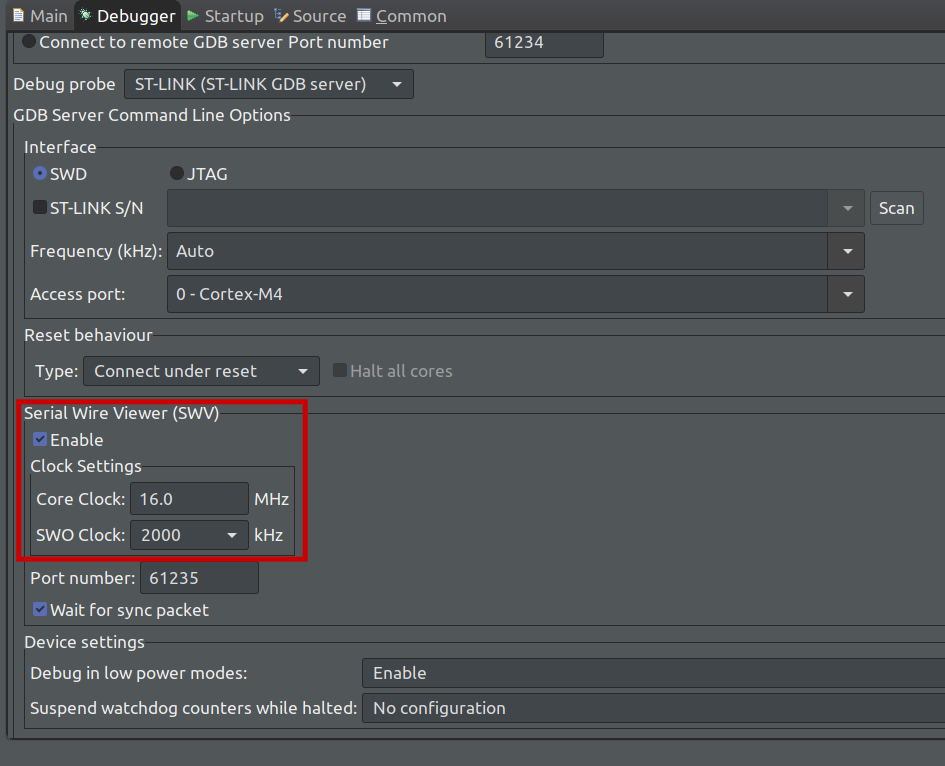 Main Debugger Startup Source Common
Connect to remote GDB server Port number 61234
Debug probe ST-LINK (ST-LINK GDB server)
GDB Server Command Line Options
Interface
SWD JTAG
ST-LINK S/N Scan
Frequency (kHz): Auto
Access port: 0 - Cortex-M4
Reset behaviour
Type: Connect under reset Halt all cores
Serial Wire Viewer (SWV)
Enable
Clock Settings
Core Clock: 16.0 MHz
SWO Clock: 2000 kHz
Port number: 61235
Wait for sync packet
Device settings
Debug in low power modes: Enable
Suspend watchdog counters while halted: No configuration